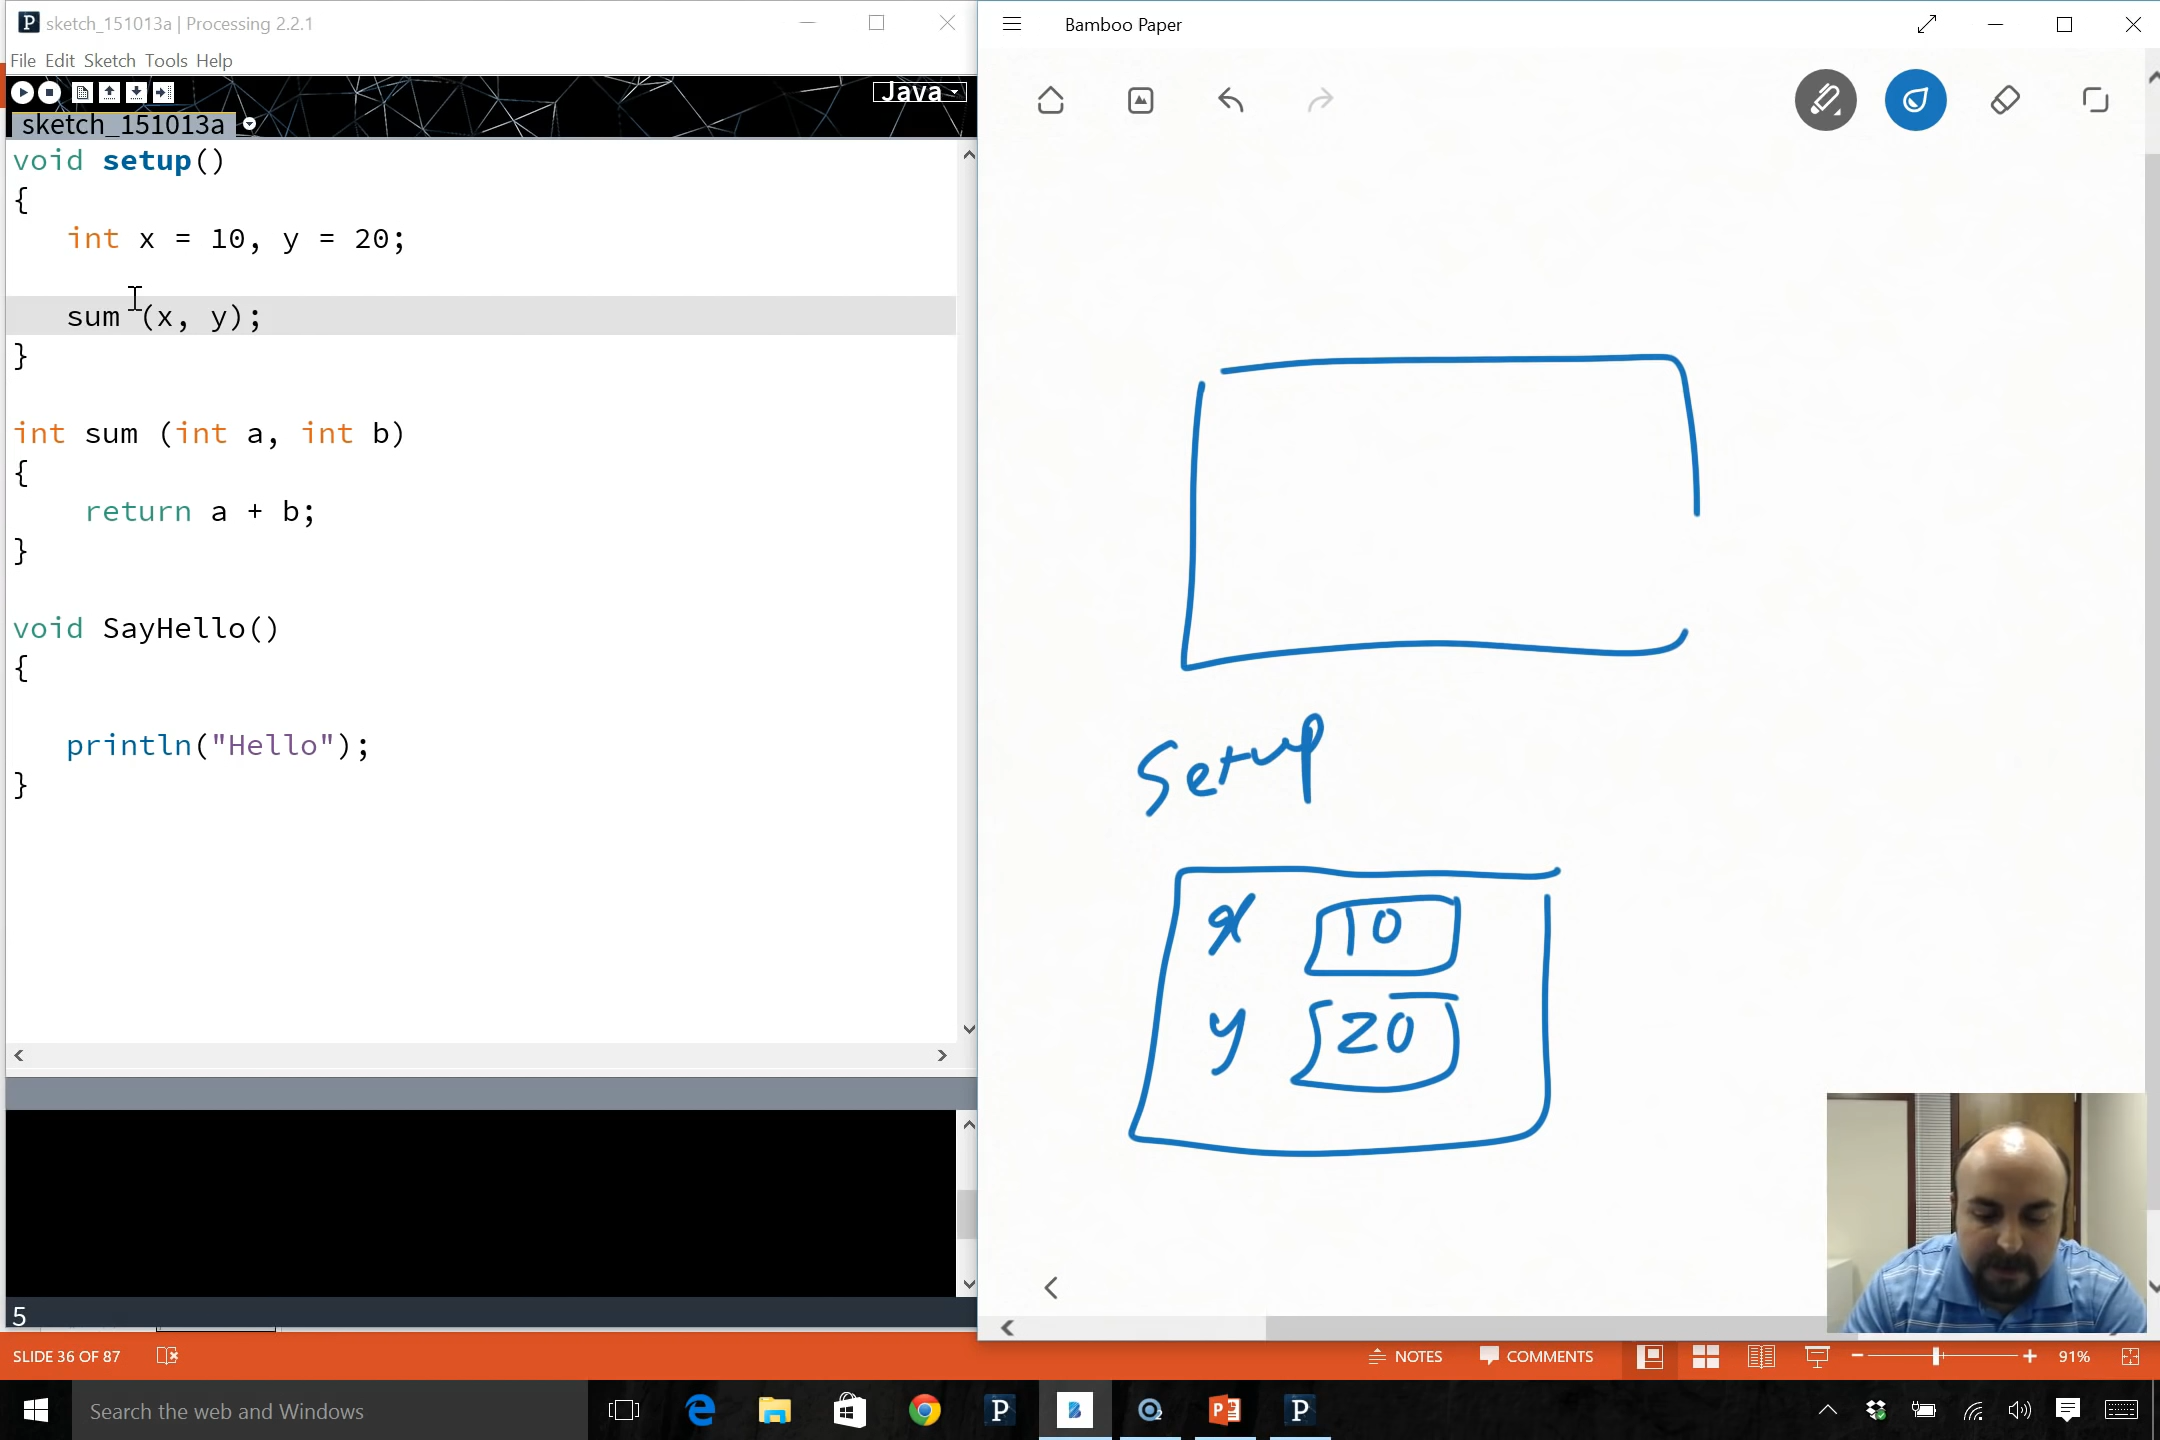 sketch_151013a | Processing 2.2.1
File Edit Sketch Tools Help
Java
sketch_151013a
void setup()
{
int x = 10, y = 20;
sum (x, y);
}
int sum (int a, int b)
{
return a + b;
}
void SayHello()
{
println("Hello");
}
5
Bamboo Paper
Setup
x 10
y 20
SLIDE 36 OF 87
NOTES
COMMENTS
91%
Search the web and Windows